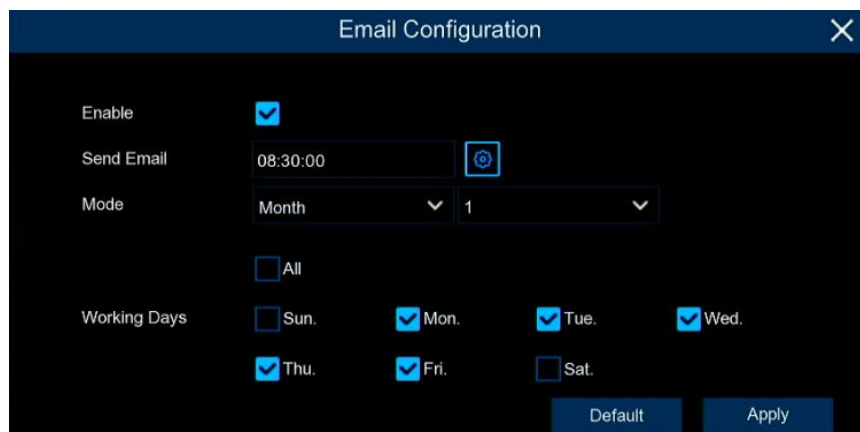 Email Configuration
Enable
Send Email 08:30:00
Mode Month 1
All
Working Days Sun. Mon. Tue. Wed.
Thu. Fri. Sat.
Default Apply